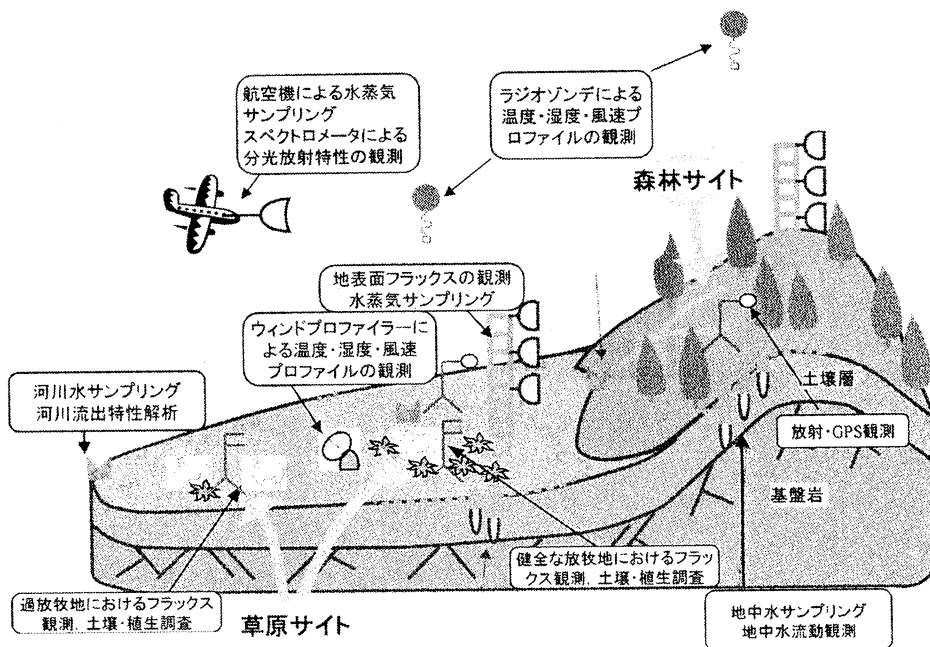 航空機による水蒸気
サンプリング
スペクトロメータによる
分光放射特性の観測
ラジオゾンデによる
温度・湿度・風速プ
ロファイルの観測
森林サイト
地表面フラックスの観測
水蒸気サンプリング
ウィンドプロファイラーに
よる温度・湿度・風速
プロファイルの観測
河川水サンプリング
河川流出特性解析
土壌層
放射・GPS観測
基盤岩
健全な放牧地におけるフラッ
クス観測、土壌・植生調査
過放牧地におけるフラックス
観測、土壌・植生調査
草原サイト
地中水サンプリング
地中水流動観測